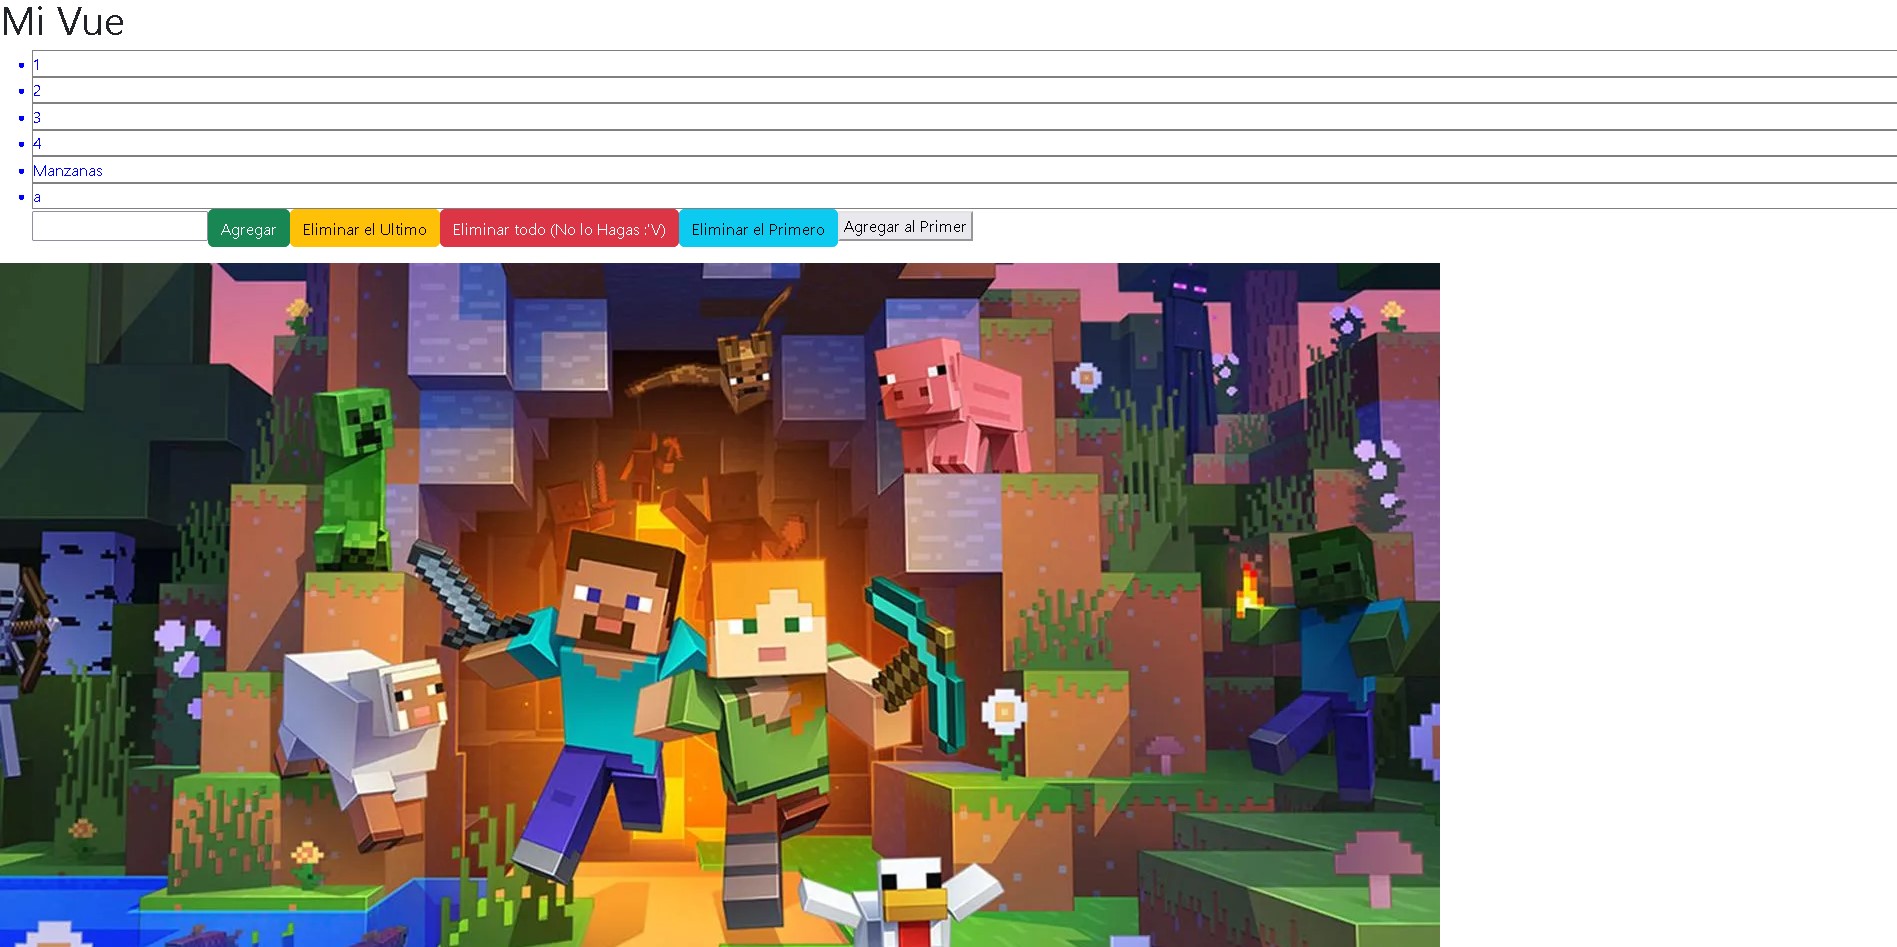 Mi Vue
1
2
3
4
Manzanas
a
Agregar Eliminar el Ultimo Eliminar todo (No lo Hagas :'V) Eliminar el Primero Agregar al Primer